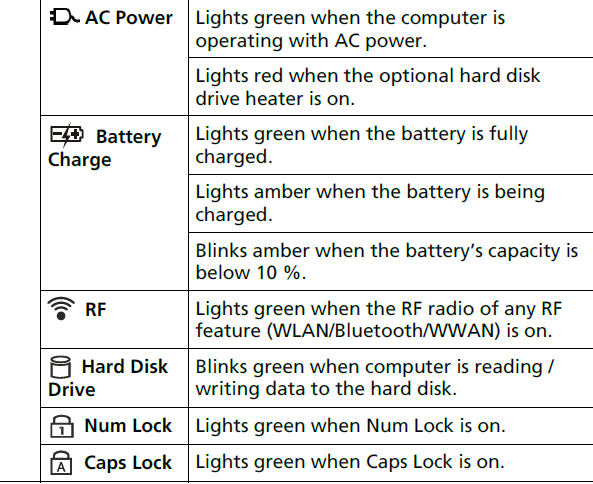 AC Power
Lights green when the computer is
operating with AC power.
Lights red when the optional hard disk
drive heater is on.
Battery
Charge
Lights green when the battery is fully
charged.
Lights amber when the battery is being
charged.
Blinks amber when the battery’s capacity is
below 10 %.
RF
Lights green when the RF radio of any RF
feature (WLAN/Bluetooth/WWAN) is on.
Hard Disk
Drive
Blinks green when computer is reading /
writing data to the hard disk.
1
Num Lock
Lights green when Num Lock is on.
A
Caps Lock
Lights green when Caps Lock is on.